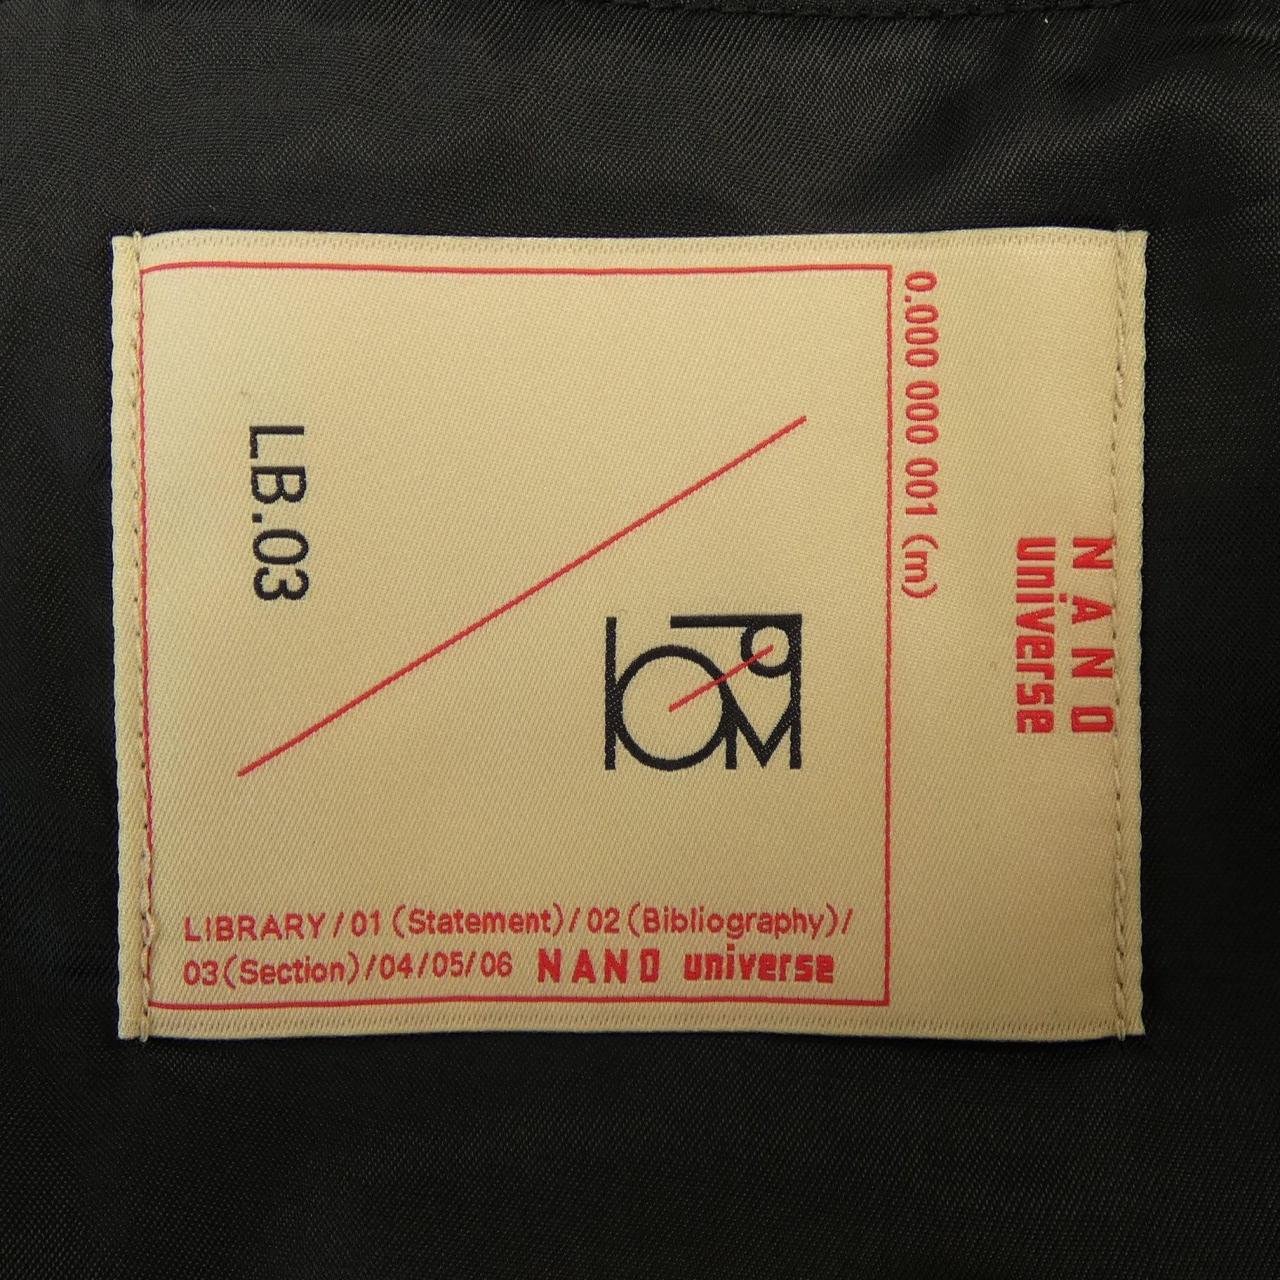 NANO
universe
0.000 000 001 (m)
LB.03
LIBRARY/01 (Statement)/02 (Bibliography)/
03(Section)/04/05/06 NANO universe